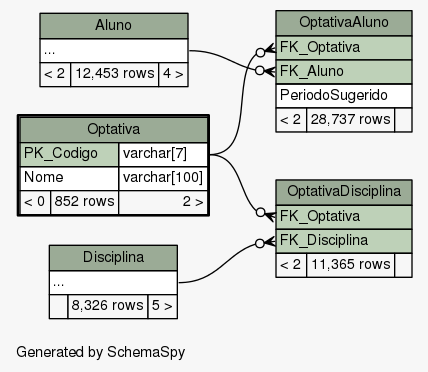 Aluno
...
< 2 12,453 rows 4 >
OptativaAluno
FK_Optativa
FK_Aluno
PeriodoSugerido
< 2 28,737 rows
Optativa
PK_Codigo varchar[7]
Nome varchar[100]
< 0 852 rows 2 >
OptativaDisciplina
FK_Optativa
FK_Disciplina
< 2 11,365 rows
Disciplina
...
8,326 rows 5 >
Generated by SchemaSpy